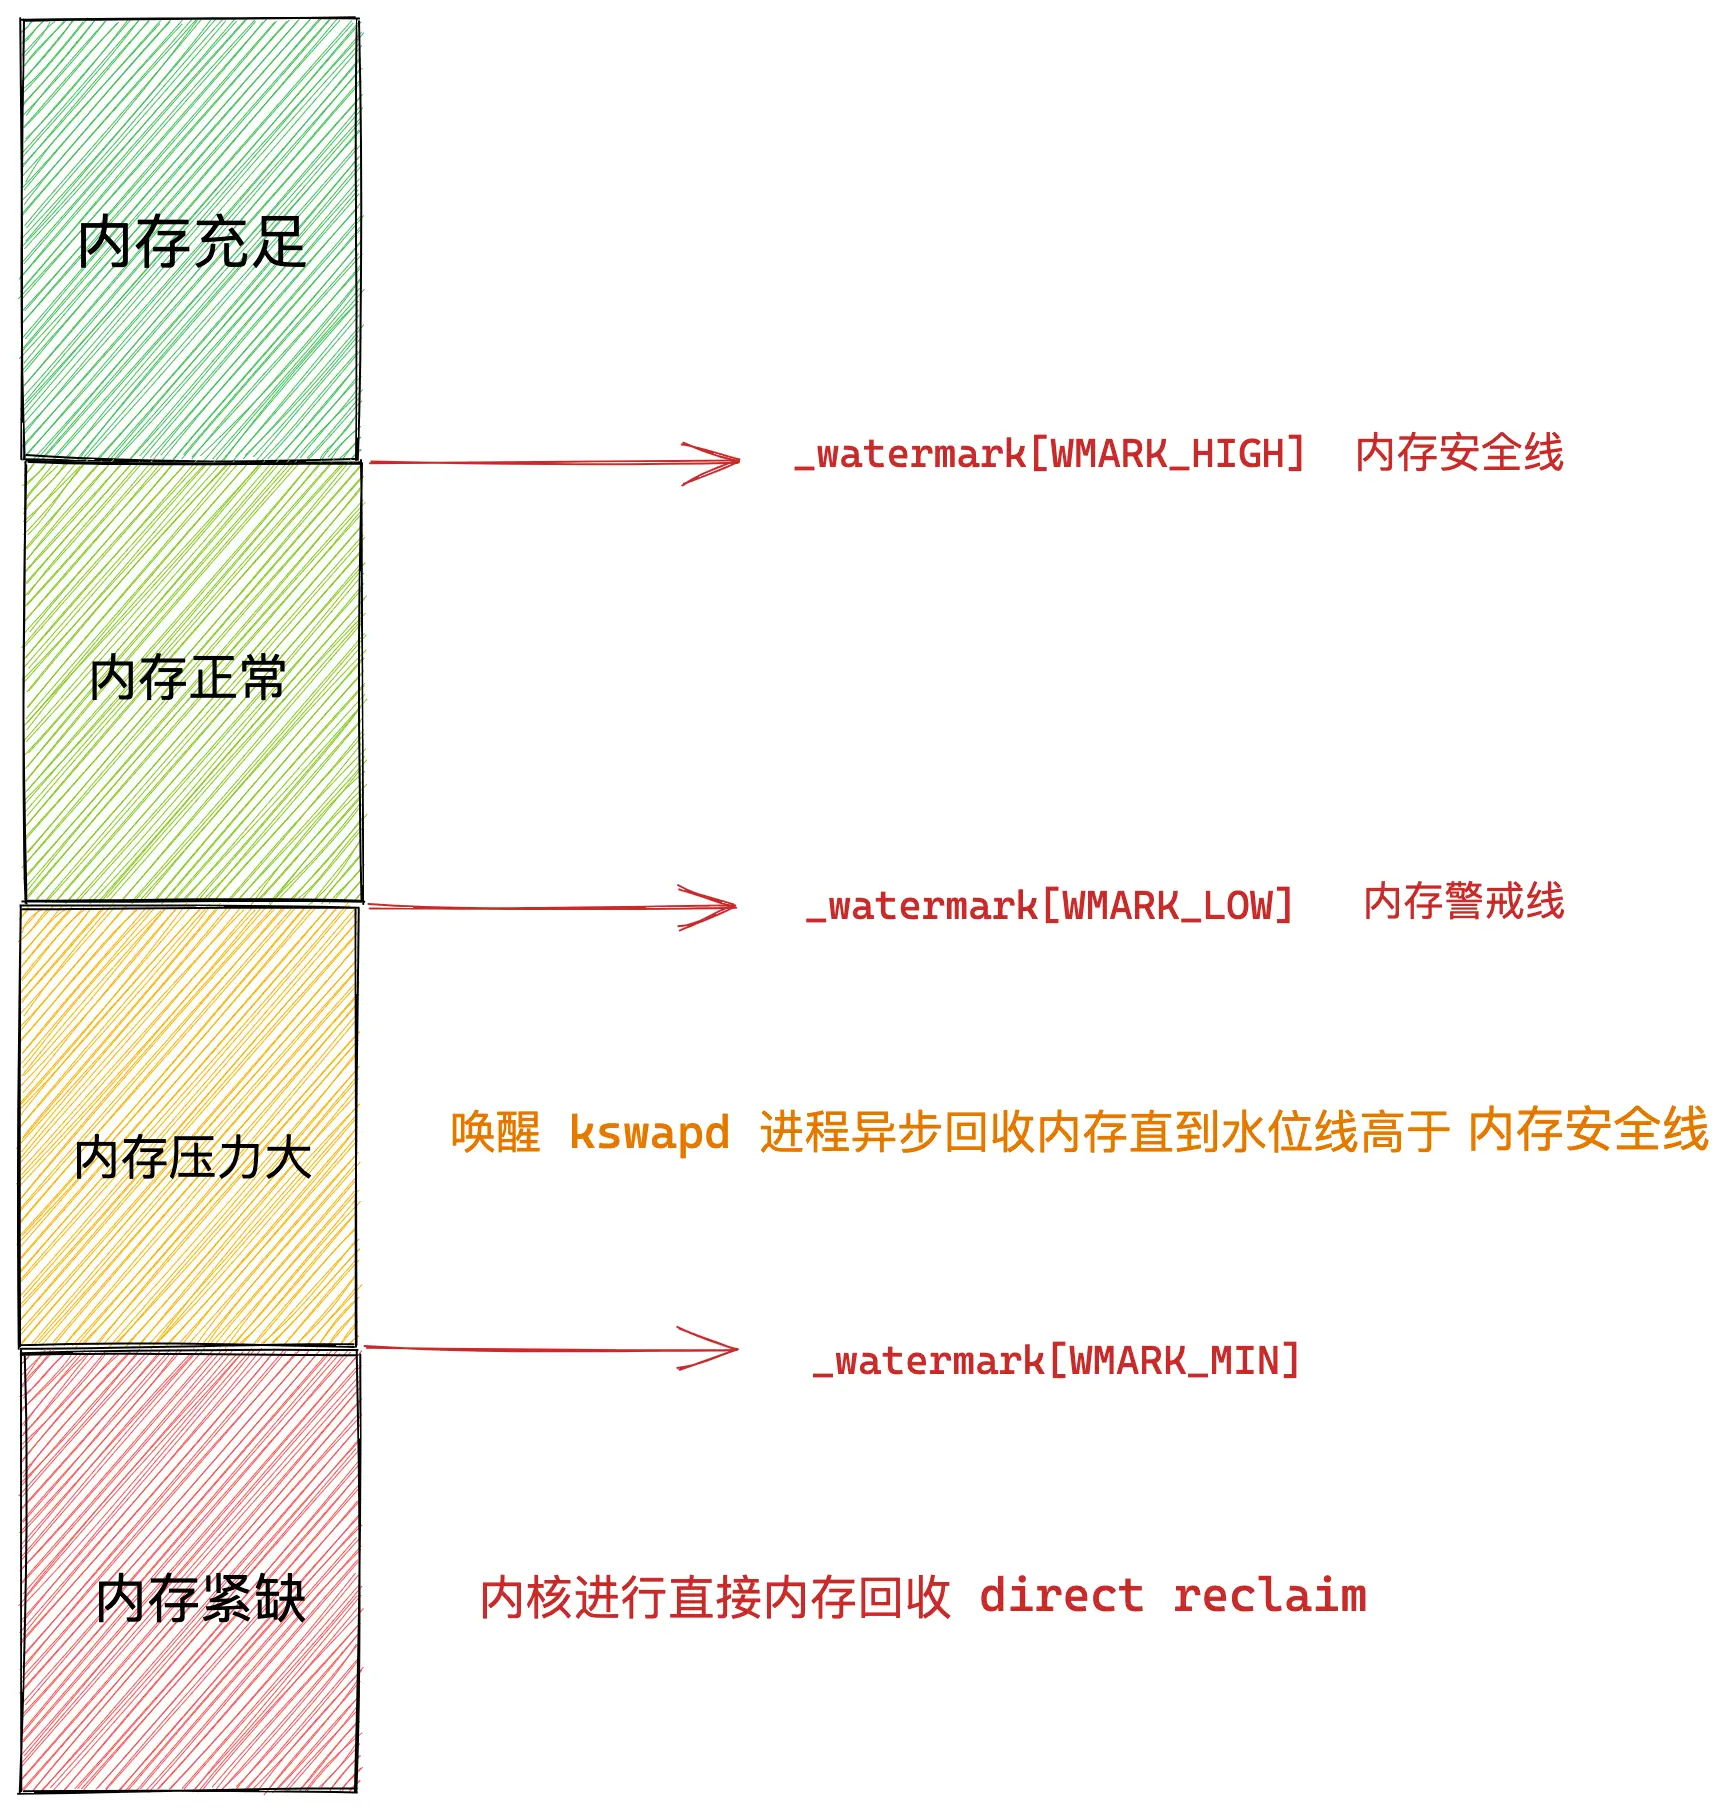 内存充足
_watermark[WMARK_HIGH] 内存安全线
内存正常
_watermark[WMARK_LOW] 内存警戒线
内存压力大
唤醒 kswapd 进程异步回收内存直到水位线高于 内存安全线
_watermark[WMARK_MIN]
内存紧缺
内核进行直接内存回收 direct reclaim